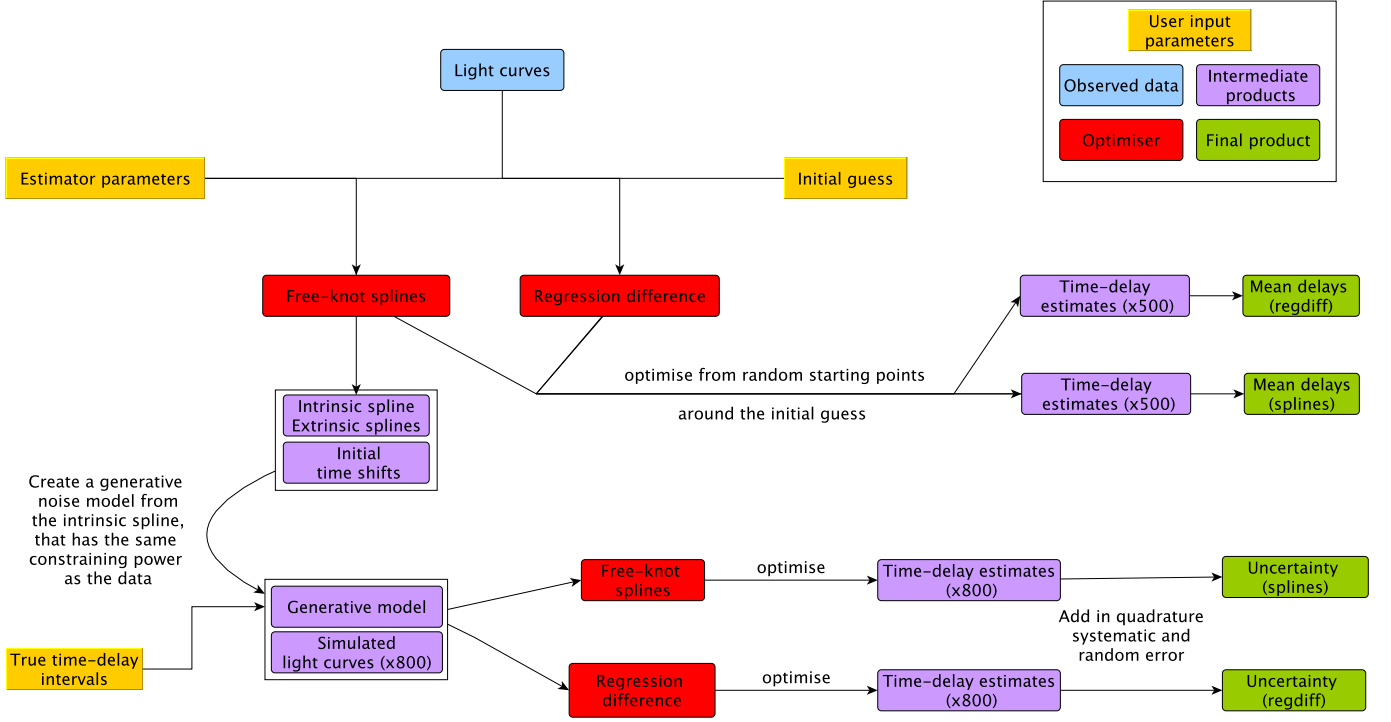 User input
parameters
Light curves
Observed data
Intermediate
products
Optimiser
Final product
Estimator parameters
Initial guess
Free-knot splines
Regression difference
Time-delay
estimates (x500)
Mean delays
(regdiff)
optimise from random starting points
around the initial guess
Time-delay
estimates (x500)
Mean delays
(splines)
Intrinsic spline
Extrinsic splines
Initial
time shifts
Create a generative
noise model from
the intrinsic spline,
that has the same
constraining power
as the data
Generative model
Simulated
light curves (x800)
True time-delay
intervals
Free-knot
splines
optimise
Time-delay estimates
(x800)
Uncertainty
(splines)
Add in quadrature
systematic and
random error
Regression
difference
optimise
Time-delay estimates
(x800)
Uncertainty
(regdiff)